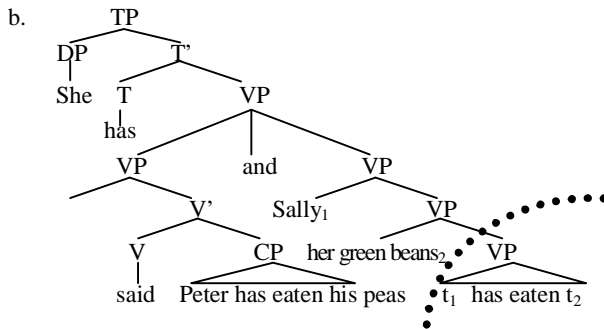 b. TP
DP T’
She T VP
has
VP and VP
V’ Sally₁ VP
V CP her green beans₂ VP
said Peter has eaten his peas t₁ has eaten t₂